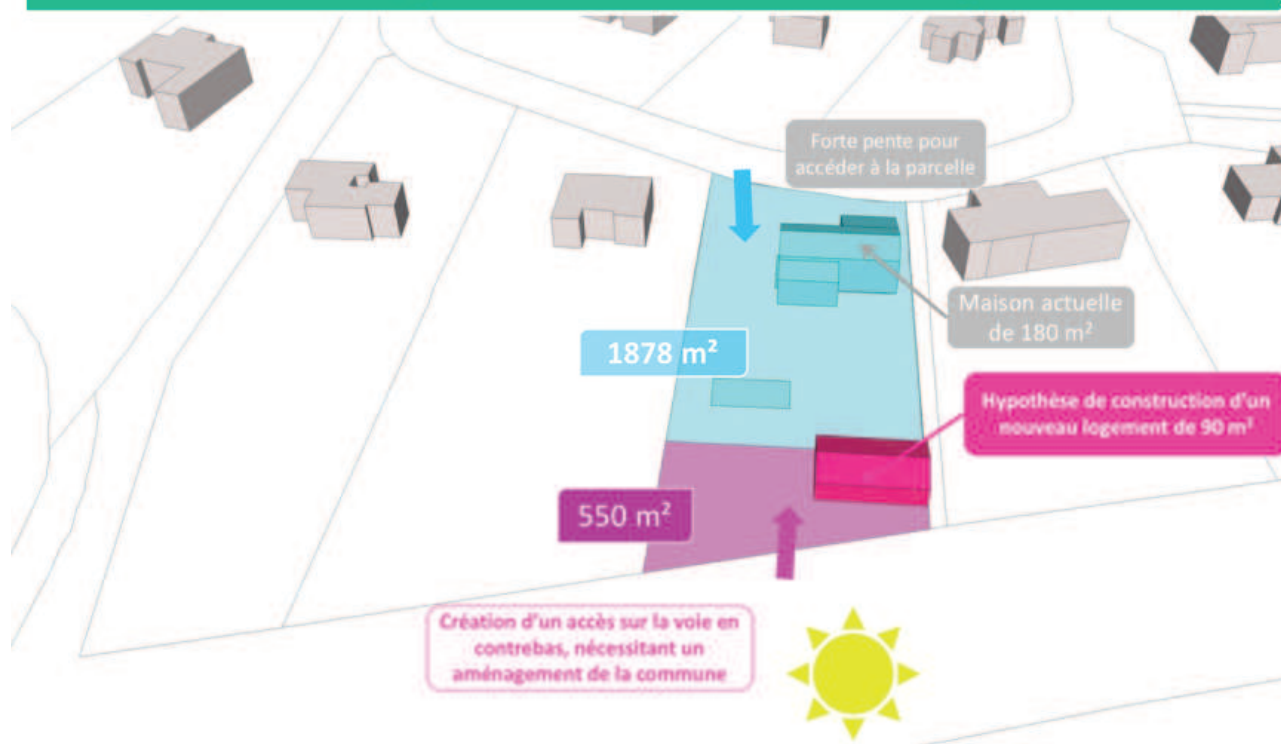 Forte pente pour
accéder à la parcelle
Maison actuelle
de 180 m²
1878 m²
Hypothèse de construction d'un
nouveau logement de 90 m²
550 m²
Création d'un accès sur la voie en
contrebas, nécessitant un
aménagement de la commune